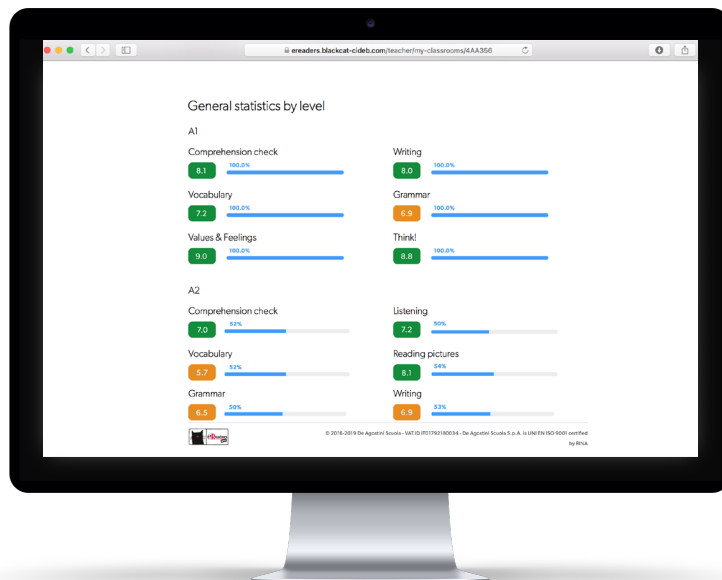 ereaders.blackcat-cideb.com/teacher/my-classrooms/4AA356
General statistics by level
A1
Comprehension check
8.1 100.0%
Writing
8.0 100.0%
Vocabulary
7.2 100.0%
Grammar
6.9 100.0%
Values & Feelings
9.0 100.0%
Think!
8.8 100.0%
A2
Comprehension check
7.0 52%
Listening
7.2 50%
Vocabulary
5.7 53%
Reading pictures
8.1 54%
Grammar
6.5 50%
Writing
6.9 53%
© 2016-2019 De Agostini Scuola - VAT.ID IT01792180034 - De Agostini Scuola S.p.A. is UNI EN ISO 9001 certified
by RINA